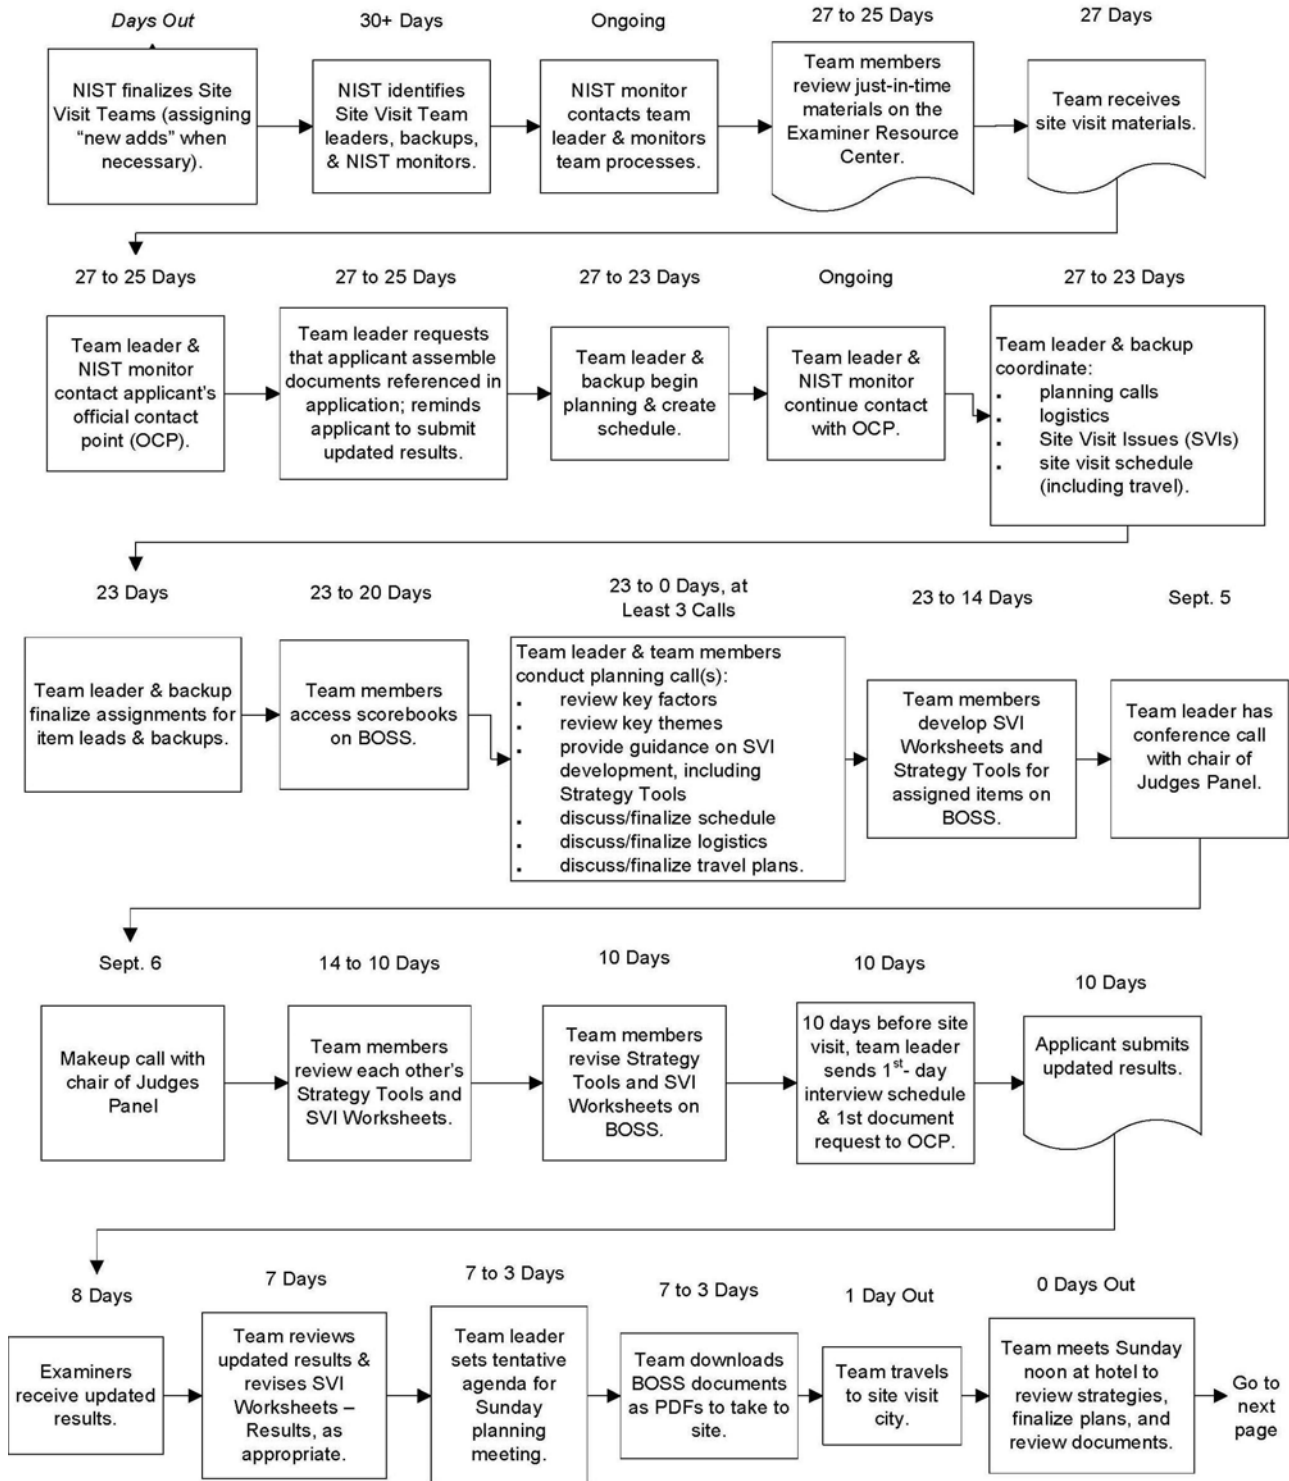 Days Out
30+ Days
Ongoing
27 to 25 Days
27 Days
NIST finalizes Site
Visit Teams (assigning
“new adds” when
necessary).
NIST identifies
Site Visit Team
leaders, backups,
& NIST monitors.
NIST monitor
contacts team
leader & monitors
team processes.
Team members
review just-in-time
materials on the
Examiner Resource
Center.
Team receives
site visit materials.
27 to 25 Days
27 to 25 Days
27 to 23 Days
Ongoing
27 to 23 Days
Team leader &
NIST monitor
contact applicant’s
official contact
point (OCP).
Team leader requests
that applicant assemble
documents referenced in
application; reminds
applicant to submit
updated results.
Team leader &
backup begin
planning & create
schedule.
Team leader &
NIST monitor
continue contact
with OCP.
Team leader & backup
coordinate:
▪ planning calls
▪ logistics
▪ Site Visit Issues (SVIs)
▪ site visit schedule
(including travel).
23 Days
23 to 20 Days
23 to 0 Days, at
Least 3 Calls
23 to 14 Days
Sept. 5
Team leader & backup
finalize assignments for
item leads & backups.
Team members
access scorebooks
on BOSS.
Team leader & team members
conduct planning call(s):
▪ review key factors
▪ review key themes
▪ provide guidance on SVI
development, including
Strategy Tools
▪ discuss/finalize schedule
▪ discuss/finalize logistics
▪ discuss/finalize travel plans.
Team members
develop SVI
Worksheets and
Strategy Tools for
assigned items on
BOSS.
Team leader has
conference call
with chair of
Judges Panel.
Sept. 6
14 to 10 Days
10 Days
10 Days
10 Days
Makeup call with
chair of Judges
Panel
Team members
review each other’s
Strategy Tools and
SVI Worksheets.
Team members
revise Strategy
Tools and SVI
Worksheets on
BOSS.
10 days before site
visit, team leader
sends 1st- day
interview schedule
& 1st document
request to OCP.
Applicant submits
updated results.
8 Days
7 Days
7 to 3 Days
7 to 3 Days
1 Day Out
0 Days Out
Examiners
receive updated
results.
Team reviews
updated results &
revises SVI
Worksheets –
Results, as
appropriate.
Team leader
sets tentative
agenda for
Sunday
planning
meeting.
Team downloads
BOSS documents
as PDFs to take to
site.
Team travels
to site visit
city.
Team meets Sunday
noon at hotel to
review strategies,
finalize plans, and
review documents.
Go to
next
page